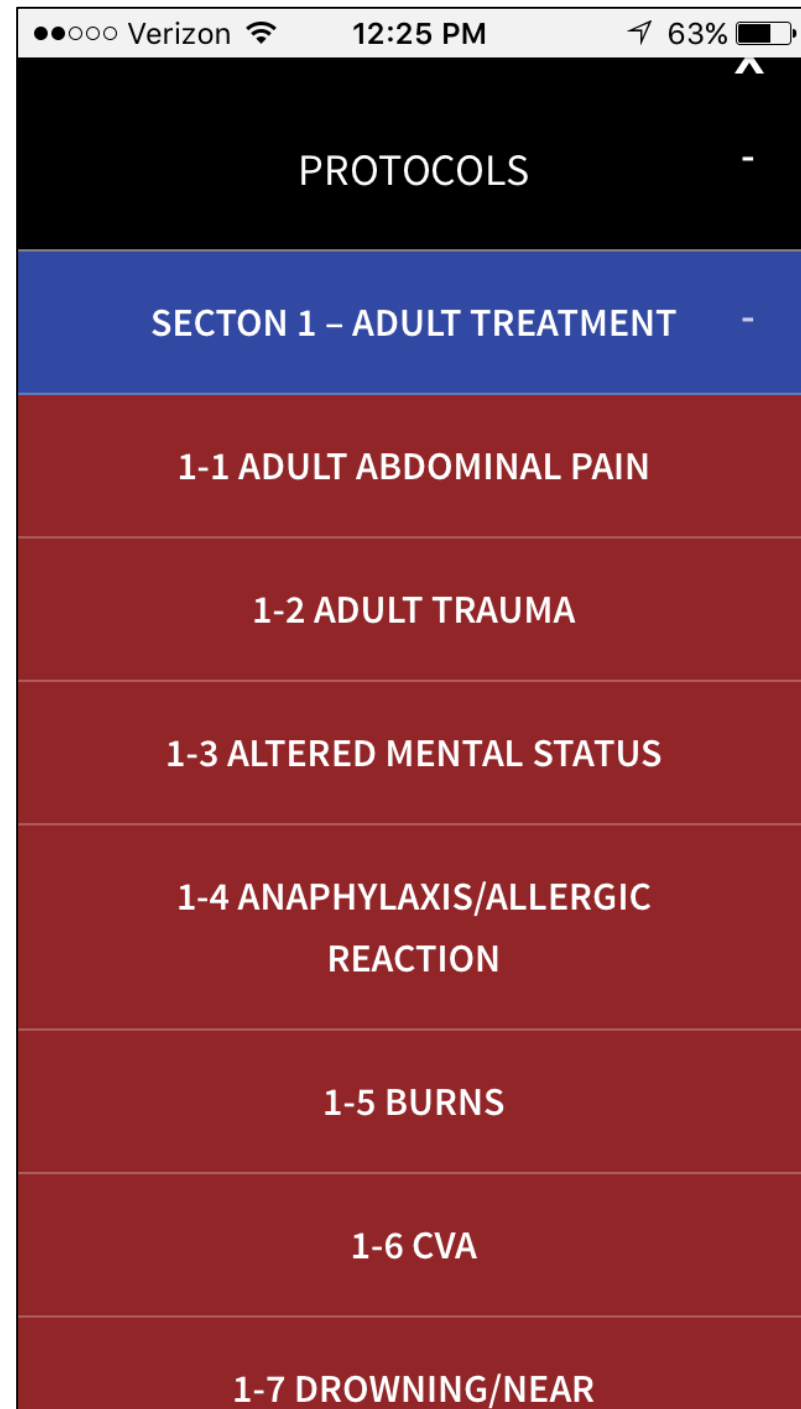 Verizon 12:25 PM 63%
PROTOCOLS -
SECTON 1 – ADULT TREATMENT -
1-1 ADULT ABDOMINAL PAIN
1-2 ADULT TRAUMA
1-3 ALTERED MENTAL STATUS
1-4 ANAPHYLAXIS/ALLERGIC
REACTION
1-5 BURNS
1-6 CVA
1-7 DROWNING/NEAR